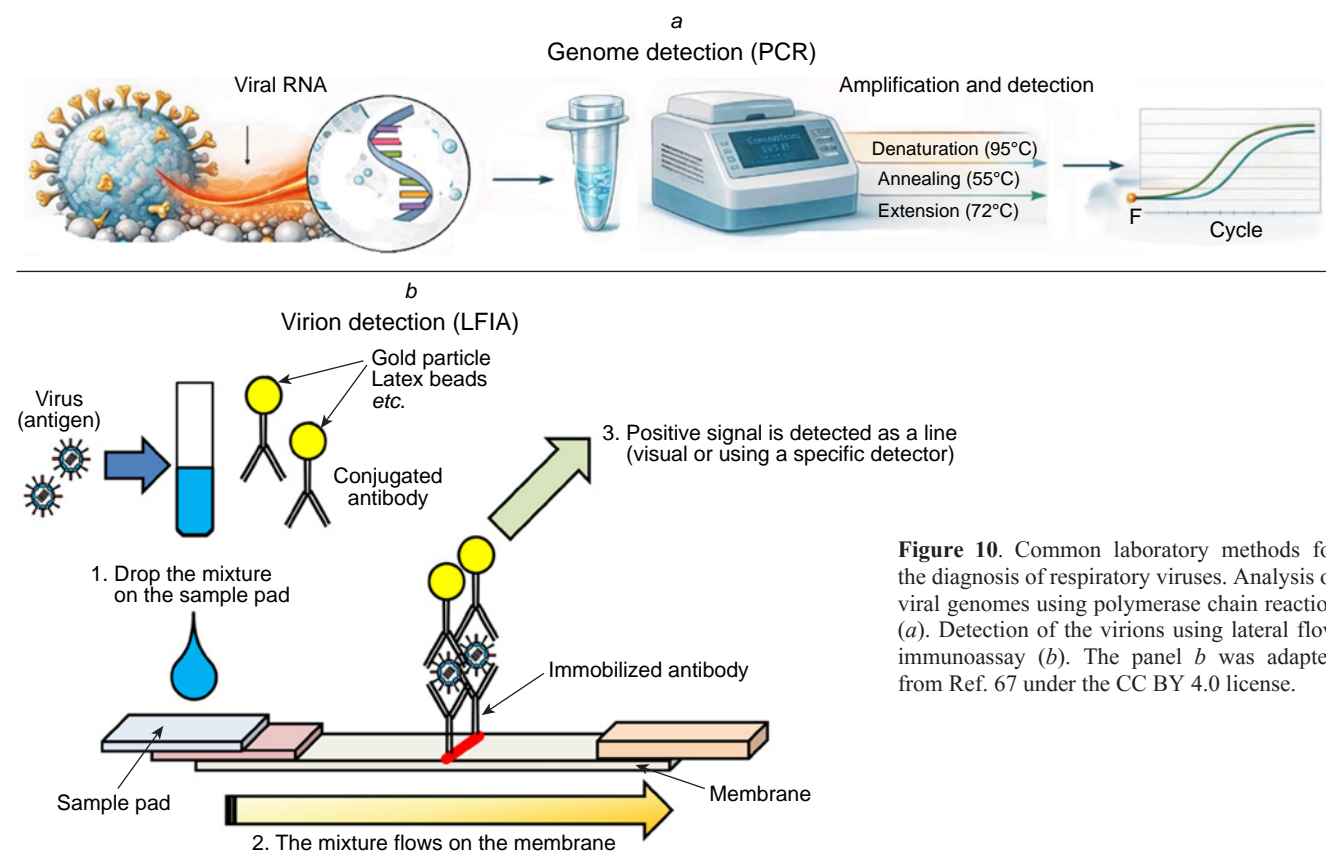 a
Genome detection (PCR)
Viral RNA
Amplification and detection
Denaturation (95°C)
Annealing (55°C)
Extension (72°C)
F
Cycle
b
Virion detection (LFIA)
Gold particle
Latex beads
etc.
Virus
(antigen)
Conjugated
antibody
3. Positive signal is detected as a line
(visual or using a specific detector)
1. Drop the mixture
on the sample pad
Immobilized antibody
Sample pad
Membrane
2. The mixture flows on the membrane
Figure 10. Common laboratory methods fo
the diagnosis of respiratory viruses. Analysis o
viral genomes using polymerase chain reaction
(a). Detection of the virions using lateral flow
immunoassay (b). The panel b was adapte
from Ref. 67 under the CC BY 4.0 license.